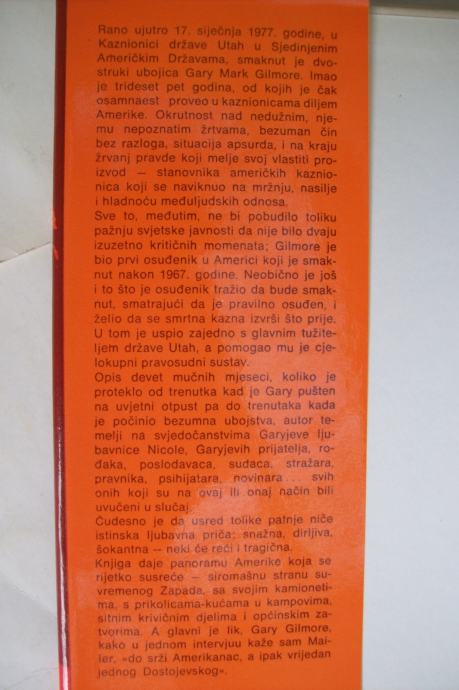 Rano ujutro 17. siječnja 1977. godine, u
Kaznionici države Utah u Sjedinjenim
Američkim Državama, smaknut je dvo-
struki ubojica Gary Mark Gilmore. Imao
je trideset pet godina, od kojih je čak
osamnaest proveo u kaznionicama diljem
Amerike. Okrutnost nad nedužnim, nje-
mu nepoznatim žrtvama, bezuman čin
bez razloga, situacija apsurda, i na kraju
žrvanj pravde koji melje svoj vlastiti pro-
izvod — stanovnika američkih kaznio-
nica koji se naviknuo na mržnju, nasilje
i hladnoću međuljudskih odnosa.
Sve to, međutim, ne bi pobudilo toliku
pažnju svjetske javnosti da nije bilo dvaju
izuzetno kritičnih momenata; Gilmore je
bio prvi osuđenik u Americi koji je smak-
nut nakon 1967. godine. Neobično je još
i to što je osuđenik tražio da bude smak-
nut, smatrajući da je pravilno osuđen, i
želio da se smrtna kazna izvrši što prije.
U tom je uspio zajedno s glavnim tužite-
ljem države Utah, a pomogao mu je cje-
lokupni pravosudni sustav.
Opis devet mučnih mjeseci, koliko je
proteklo od trenutka kad je Gary pušten
na uvjetni otpust pa do trenutaka kada
je počinio bezumna ubojstva, autor te-
melji na svjedočanstvima Garyjeve lju-
bavnice Nicole, Garyjevih prijatelja, ro-
đaka, poslodavaca, sudaca, stražara,
pravnika, psihijatara, novinara... svih
onih koji su na ovaj ili onaj način bili
uvučeni u slučaj.
Čudesno je da usred tolike patnje niče
istinska ljubavna priča; snažna, dirljiva,
šokantna — neki će reći i tragična.
Knjiga daje panoramu Amerike koja se
rijetko susreće — siromašnu stranu su-
vremenog Zapada, sa svojim kamioneti-
ma, s prikolicama-kućama u kampovima,
sitnim krivičnim djelima i općinskim za-
tvorima. A glavni je lik, Gary Gilmore,
kako u jednom intervjuu kaže sam Mai-
ler, »do srži Amerikanac, a ipak vrijedan
jednog Dostojevskog«.